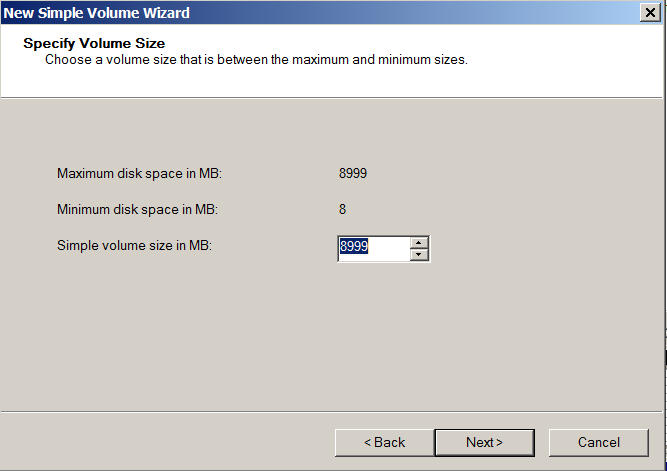 New Simple Volume Wizard
Specify Volume Size
Choose a volume size that is between the maximum and minimum sizes.
Maximum disk space in MB: 8999
Minimum disk space in MB: 8
Simple volume size in MB: 8999
< Back Next > Cancel